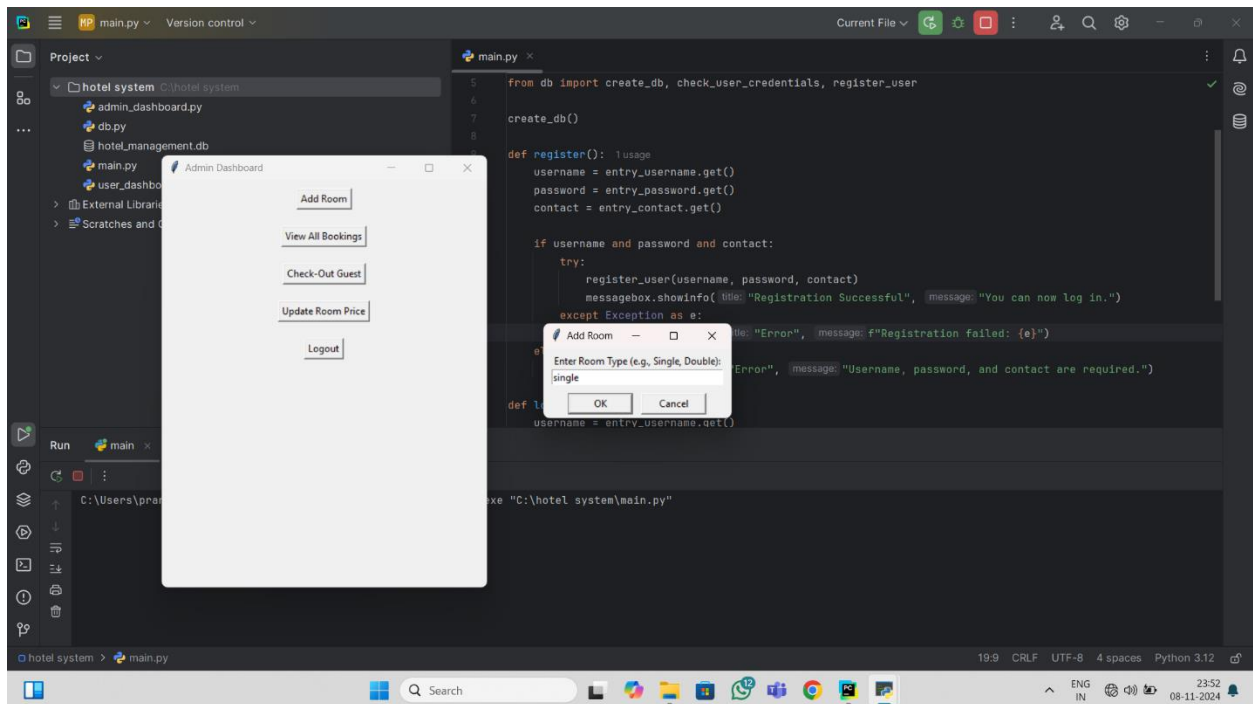 MP main.py Version control Current File
Project
main.py
hotel system C:\hotel system
admin_dashboard.py
db.py
hotel_management.db
main.py
user_dashbo
External Librarie
Scratches and
5 from db import create_db, check_user_credentials, register_user
6
7 create_db()
8
def register(): 1 usage
username = entry_username.get()
password = entry_password.get()
contact = entry_contact.get()
if username and password and contact:
try:
register_user(username, password, contact)
messagebox.showinfo( title: "Registration Successful", message: "You can now log in.")
except Exception as e:
"Error", message: f"Registration failed: {e}")
"Error", message: "Username, password, and contact are required.")
def
username = entry_username.get()
Admin Dashboard
Add Room
View All Bookings
Check-Out Guest
Update Room Price
Logout
Add Room
Enter Room Type (e.g., Single, Double):
single
OK Cancel
Run main
C:\Users\pra
exe "C:\hotel system\main.py"
hotel system > main.py
19:9 CRLF UTF-8 4 spaces Python 3.12
Search
12
ENG
IN
23:52
08-11-2024